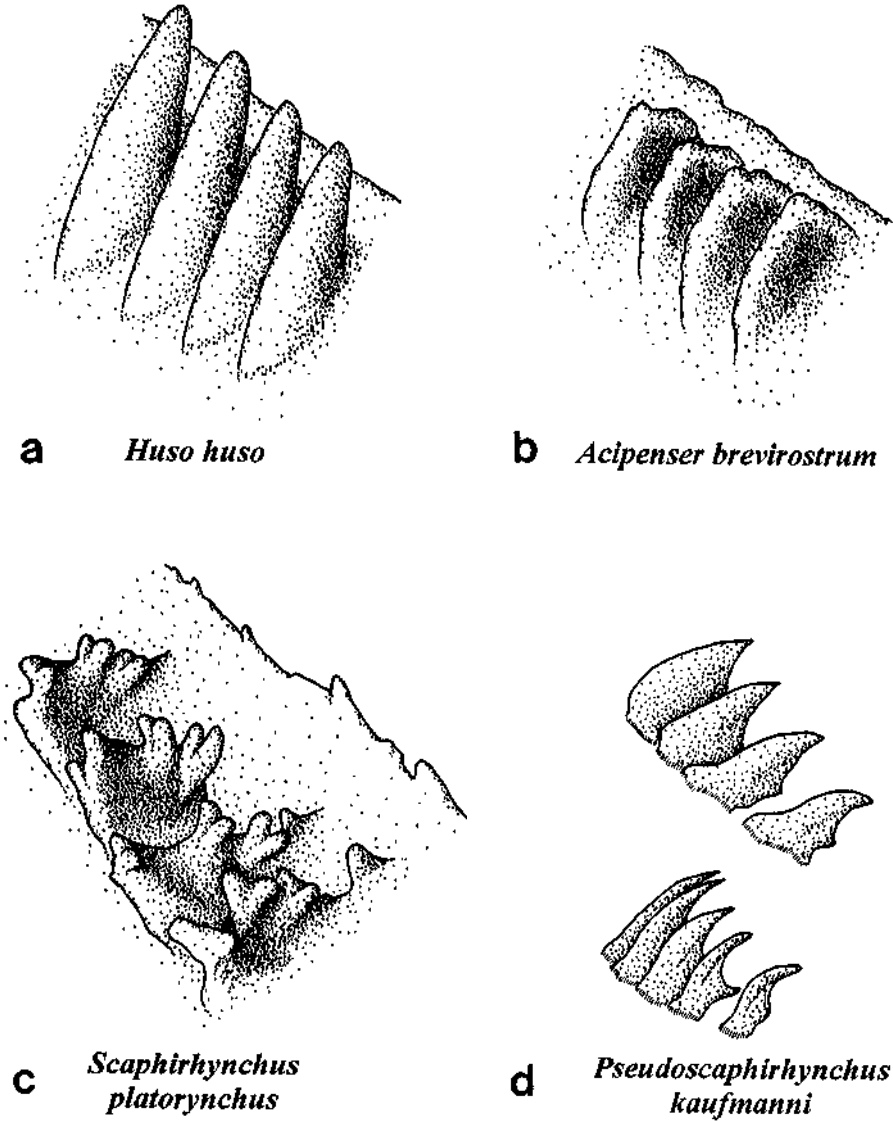 a Huso huso
b Acipenser brevirostrum
c Scaphirhynchus
platorynchus
d Pseudoscaphirhynchus
kaufmanni